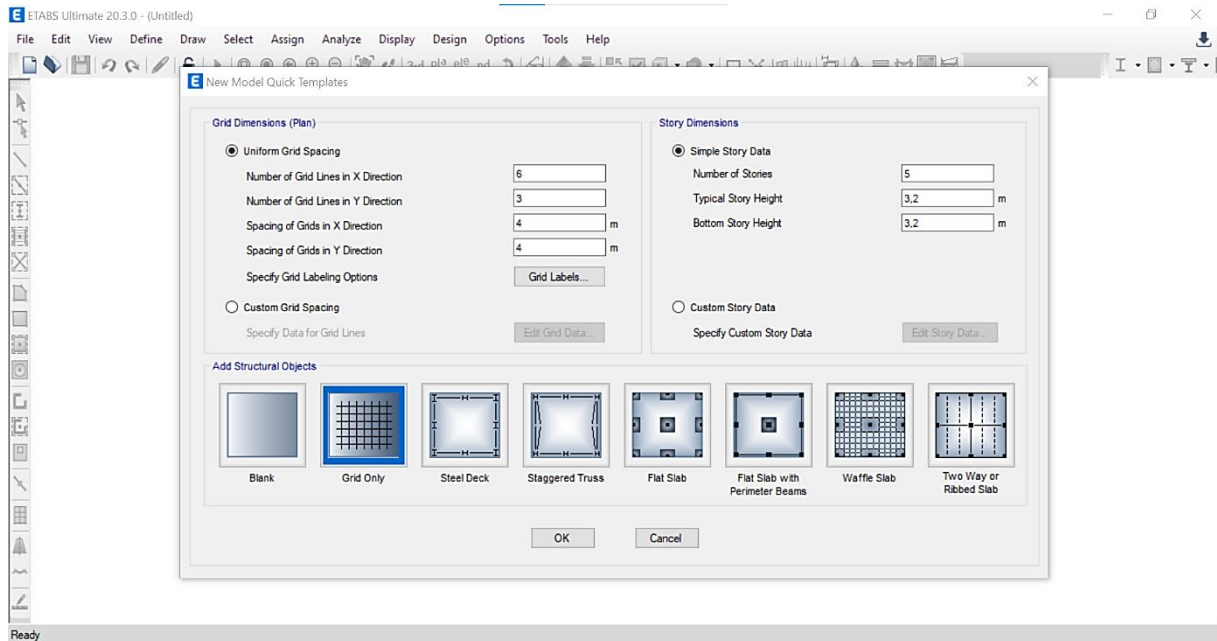 ETABS Ultimate 20.3.0 - (Untitled)
File Edit View Define Draw Select Assign Analyze Display Design Options Tools Help
New Model Quick Templates
Grid Dimensions (Plan)
Uniform Grid Spacing
Number of Grid Lines in X Direction 6
Number of Grid Lines in Y Direction 3
Spacing of Grids in X Direction 4 m
Spacing of Grids in Y Direction 4 m
Specify Grid Labeling Options Grid Labels...
Custom Grid Spacing
Specify Data for Grid Lines Edit Grid Data...
Story Dimensions
Simple Story Data
Number of Stories 5
Typical Story Height 3,2 m
Bottom Story Height 3,2 m
Custom Story Data
Specify Custom Story Data Edit Story Data...
Add Structural Objects
Blank
Grid Only
Steel Deck
Staggered Truss
Flat Slab
Flat Slab with
Perimeter Beams
Waffle Slab
Two Way or
Ribbed Slab
OK Cancel
Ready